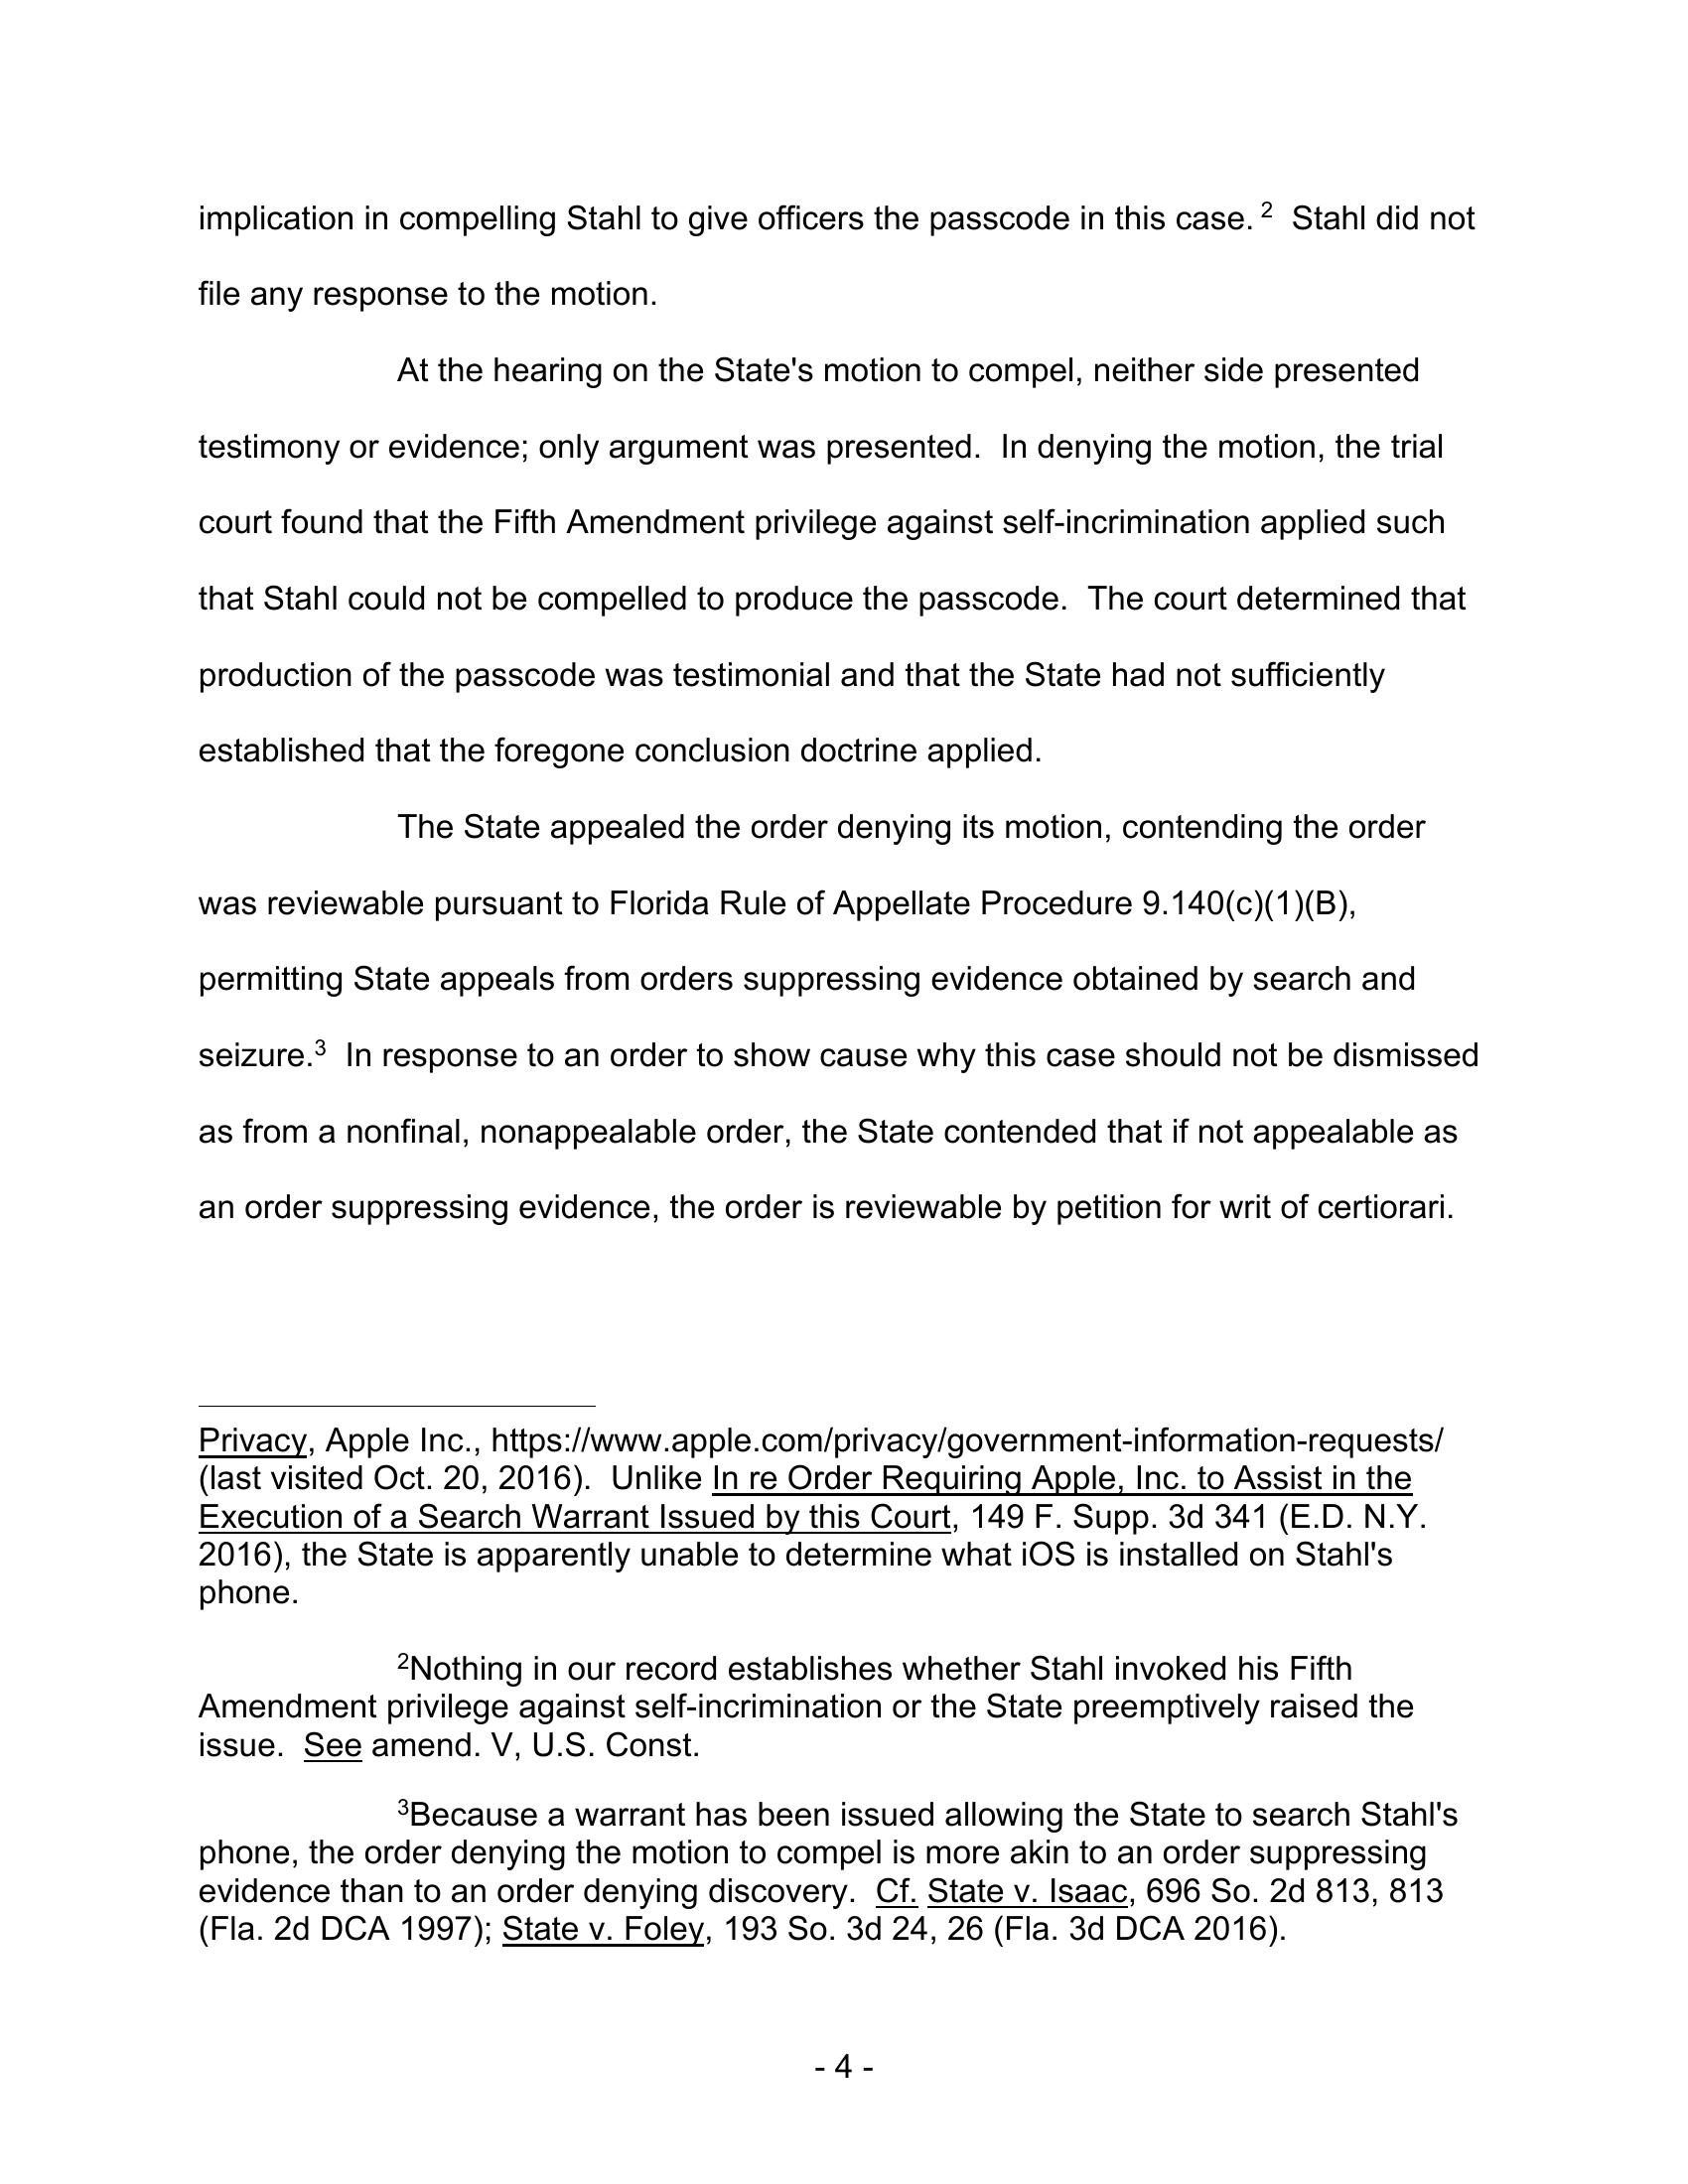 implication in compelling Stahl to give officers the passcode in this case. 2  Stahl did not
file any response to the motion.
At the hearing on the State's motion to compel, neither side presented
testimony or evidence; only argument was presented.  In denying the motion, the trial
court found that the Fifth Amendment privilege against self-incrimination applied such
that Stahl could not be compelled to produce the passcode.  The court determined that
production of the passcode was testimonial and that the State had not sufficiently
established that the foregone conclusion doctrine applied.
The State appealed the order denying its motion, contending the order
was reviewable pursuant to Florida Rule of Appellate Procedure 9.140(c)(1)(B),
permitting State appeals from orders suppressing evidence obtained by search and
seizure.3  In response to an order to show cause why this case should not be dismissed
as from a nonfinal, nonappealable order, the State contended that if not appealable as
an order suppressing evidence, the order is reviewable by petition for writ of certiorari.
Privacy, Apple Inc., https://www.apple.com/privacy/government-information-requests/
(last visited Oct. 20, 2016).  Unlike In re Order Requiring Apple, Inc. to Assist in the
Execution of a Search Warrant Issued by this Court, 149 F. Supp. 3d 341 (E.D. N.Y.
2016), the State is apparently unable to determine what iOS is installed on Stahl's
phone.
2Nothing in our record establishes whether Stahl invoked his Fifth
Amendment privilege against self-incrimination or the State preemptively raised the
issue.  See amend. V, U.S. Const.
3Because a warrant has been issued allowing the State to search Stahl's
phone, the order denying the motion to compel is more akin to an order suppressing
evidence than to an order denying discovery.  Cf. State v. Isaac, 696 So. 2d 813, 813
(Fla. 2d DCA 1997); State v. Foley, 193 So. 3d 24, 26 (Fla. 3d DCA 2016).
- 4 -